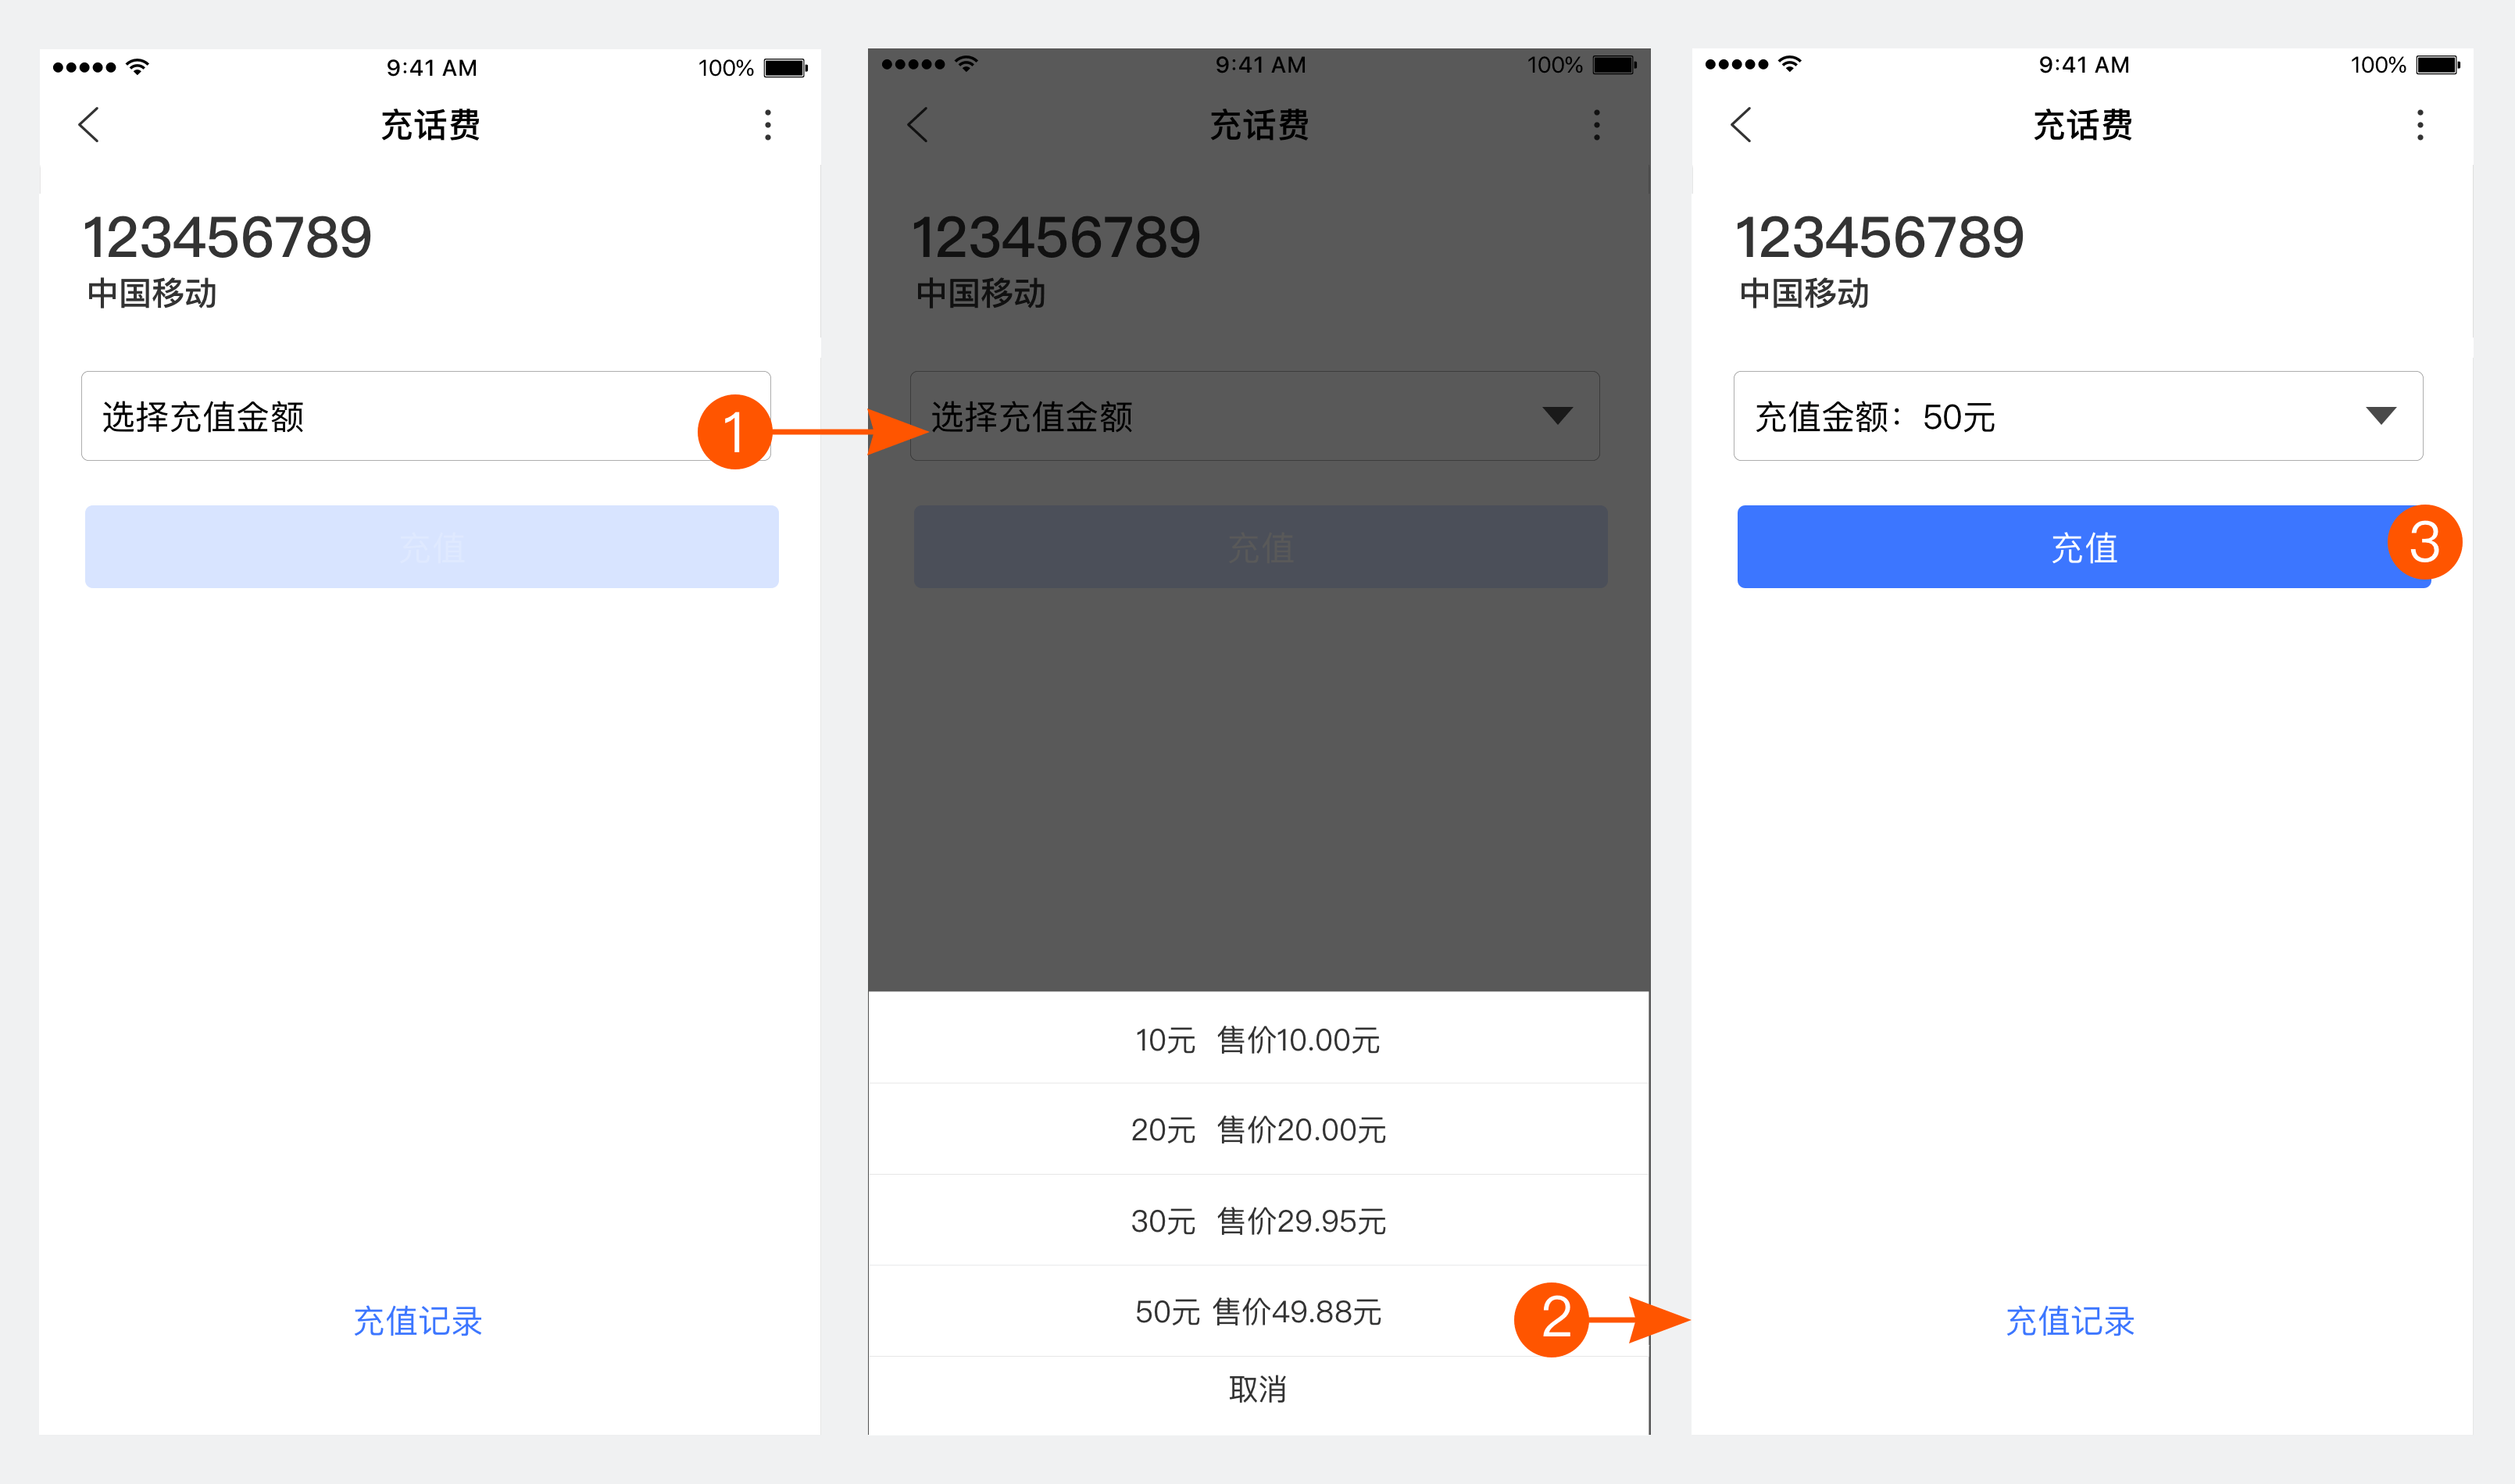 9:41 AM 100%
充话费
123456789
中国移动
选择充值金额
1
充值
充值记录
9:41 AM 100%
充话费
123456789
中国移动
选择充值金额
充值
10元 售价10.00元
20元 售价20.00元
30元 售价29.95元
50元 售价49.88元
2
取消
9:41 AM 100%
充话费
123456789
中国移动
充值金额：50元
充值
3
充值记录